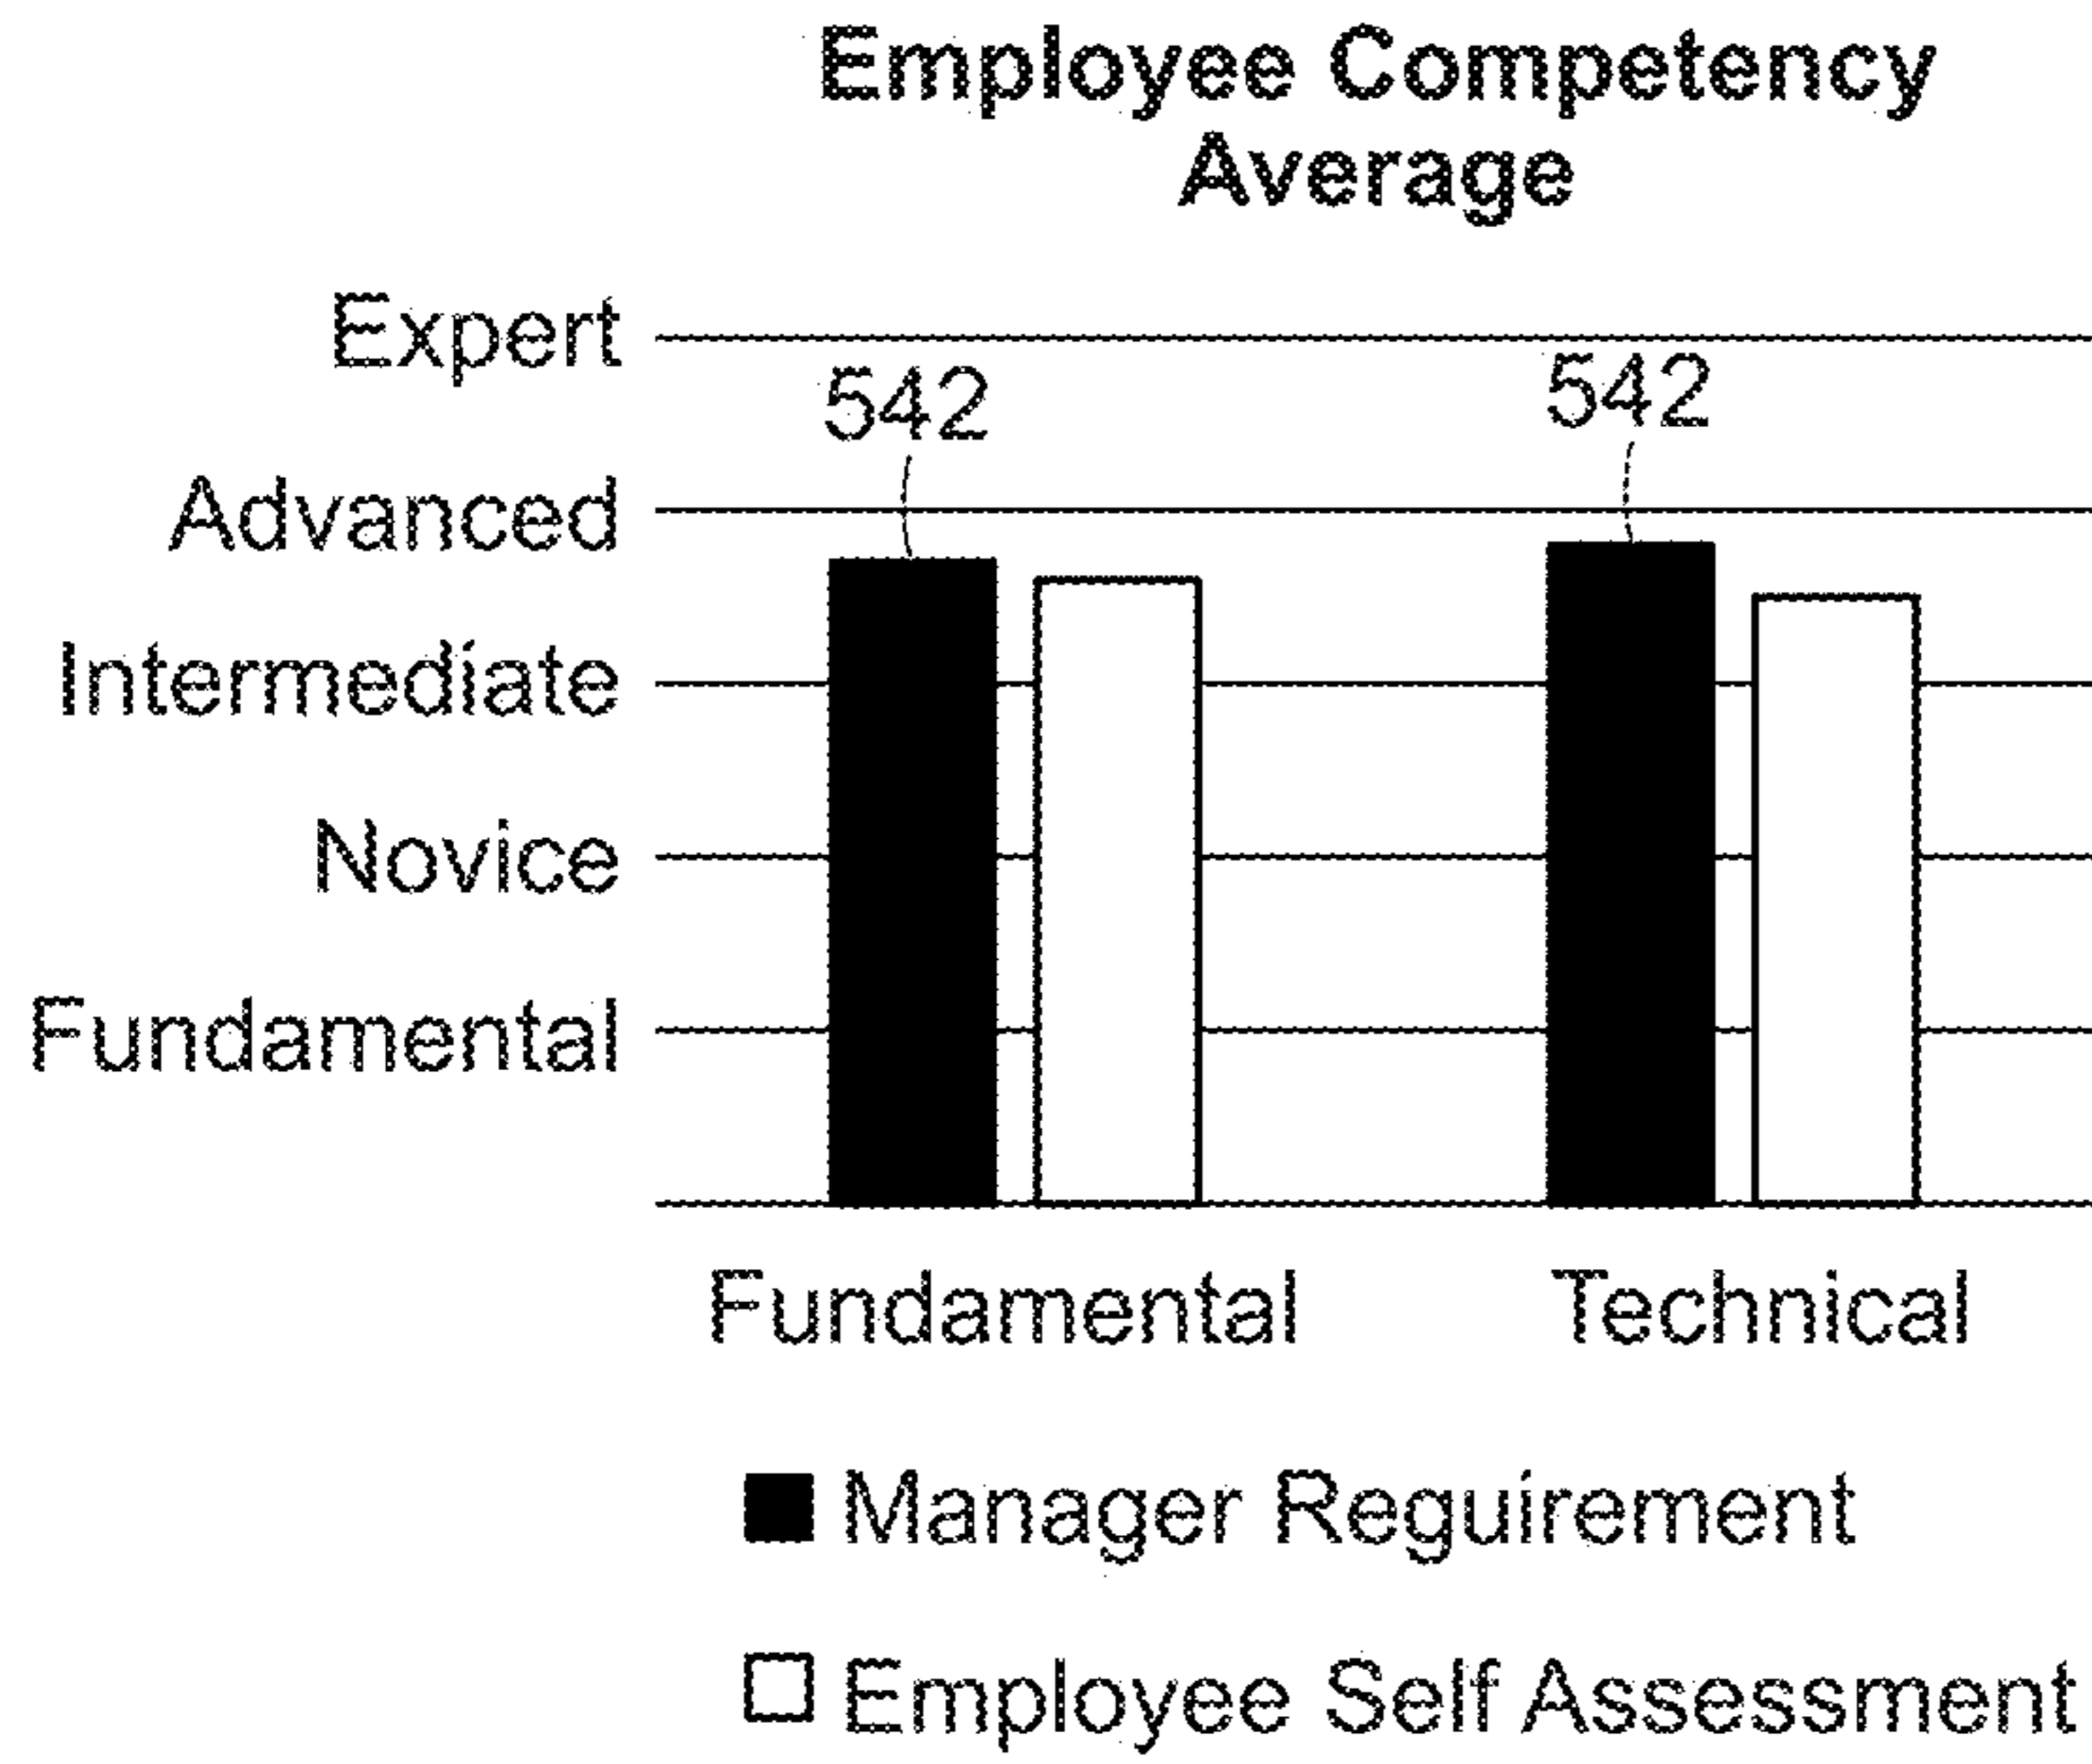 Employee Competency
Average
Expert
542 542
Advanced
Intermediate
Novice
Fundamental
Fundamental Technical
Manager Reguirement
Employee Self Assessment